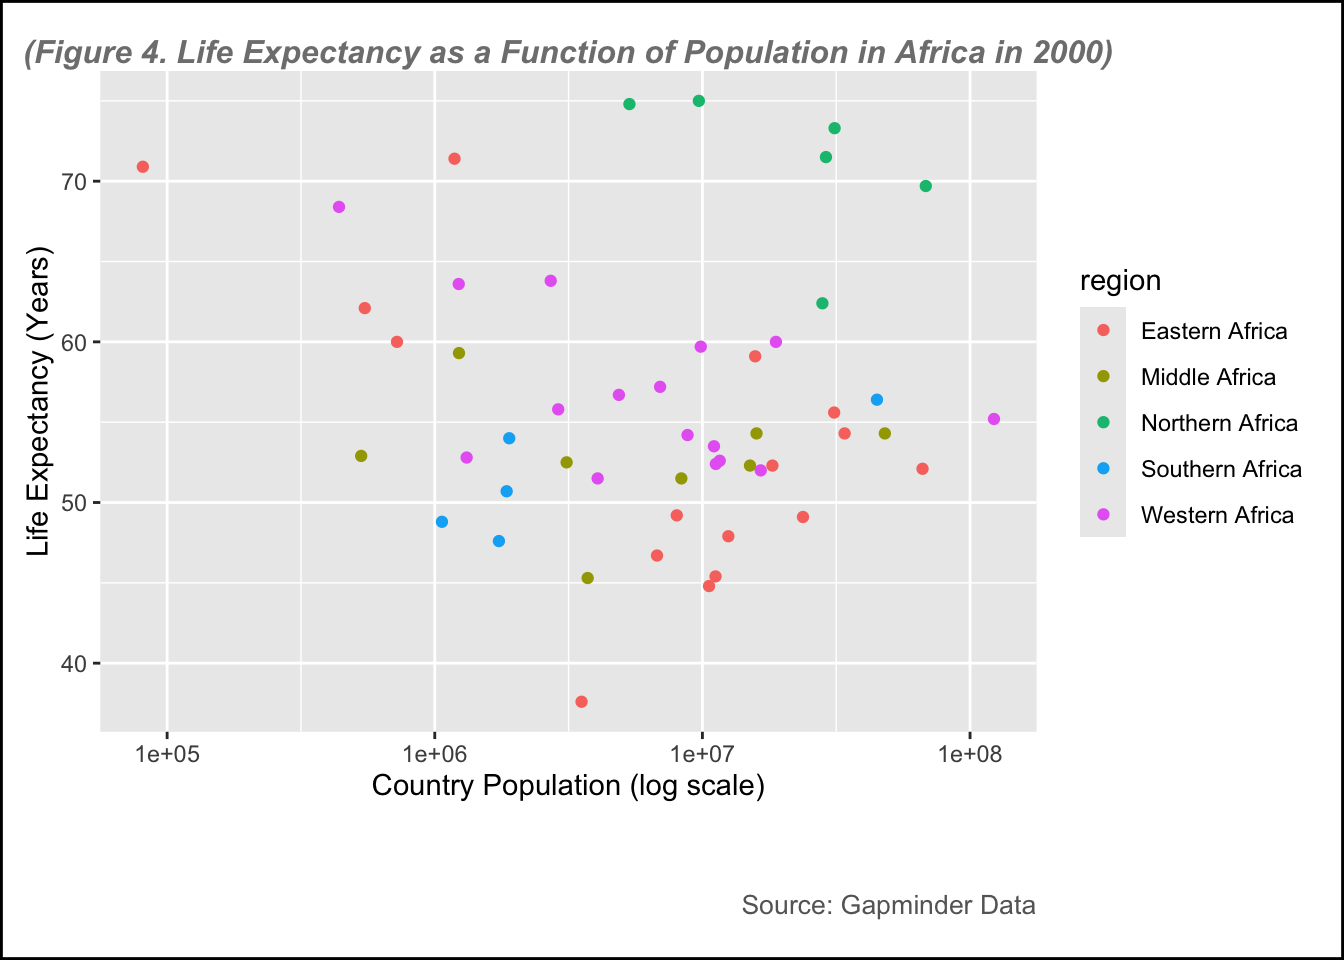 (Figure 4. Life Expectancy as a Function of Population in Africa in 2000)
Life Expectancy (Years)
70
60
50
40
1e+05 1e+06 1e+07 1e+08
Country Population (log scale)
region
Eastern Africa
Middle Africa
Northern Africa
Southern Africa
Western Africa
Source: Gapminder Data